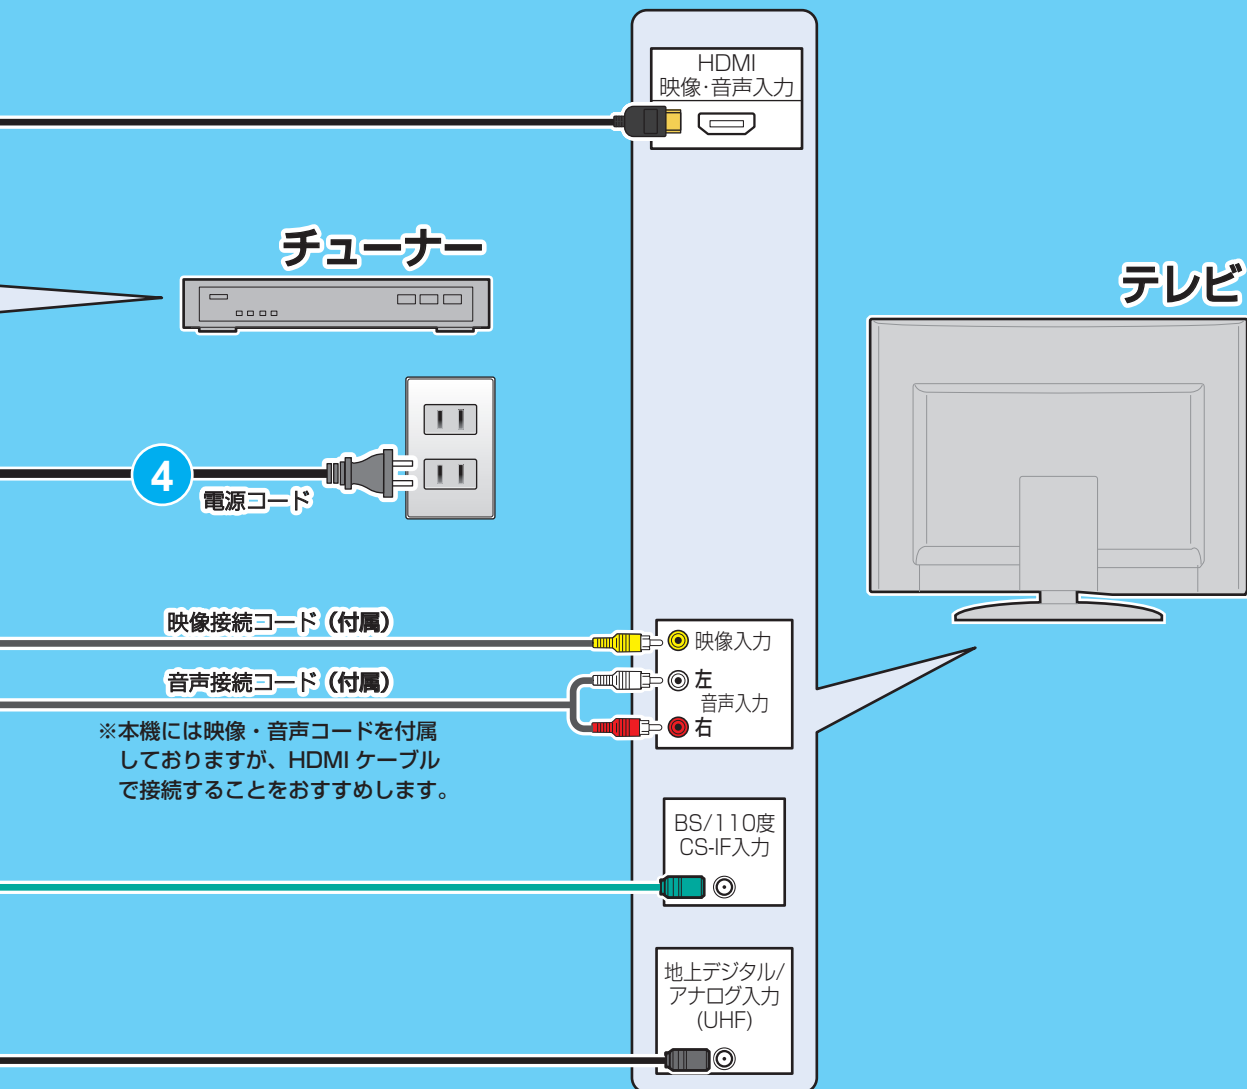 HDMI
映像・音声入力
チューナー
テレビ
4
電源コード
映像接続コード（付属）
映像入力
音声接続コード（付属）
左
音声入力
右
※本機には映像・音声コードを付属
しておりますが、HDMI ケーブル
で接続することをおすすめします。
BS/110度
CS-IF入力
地上デジタル/
アナログ入力
(UHF)